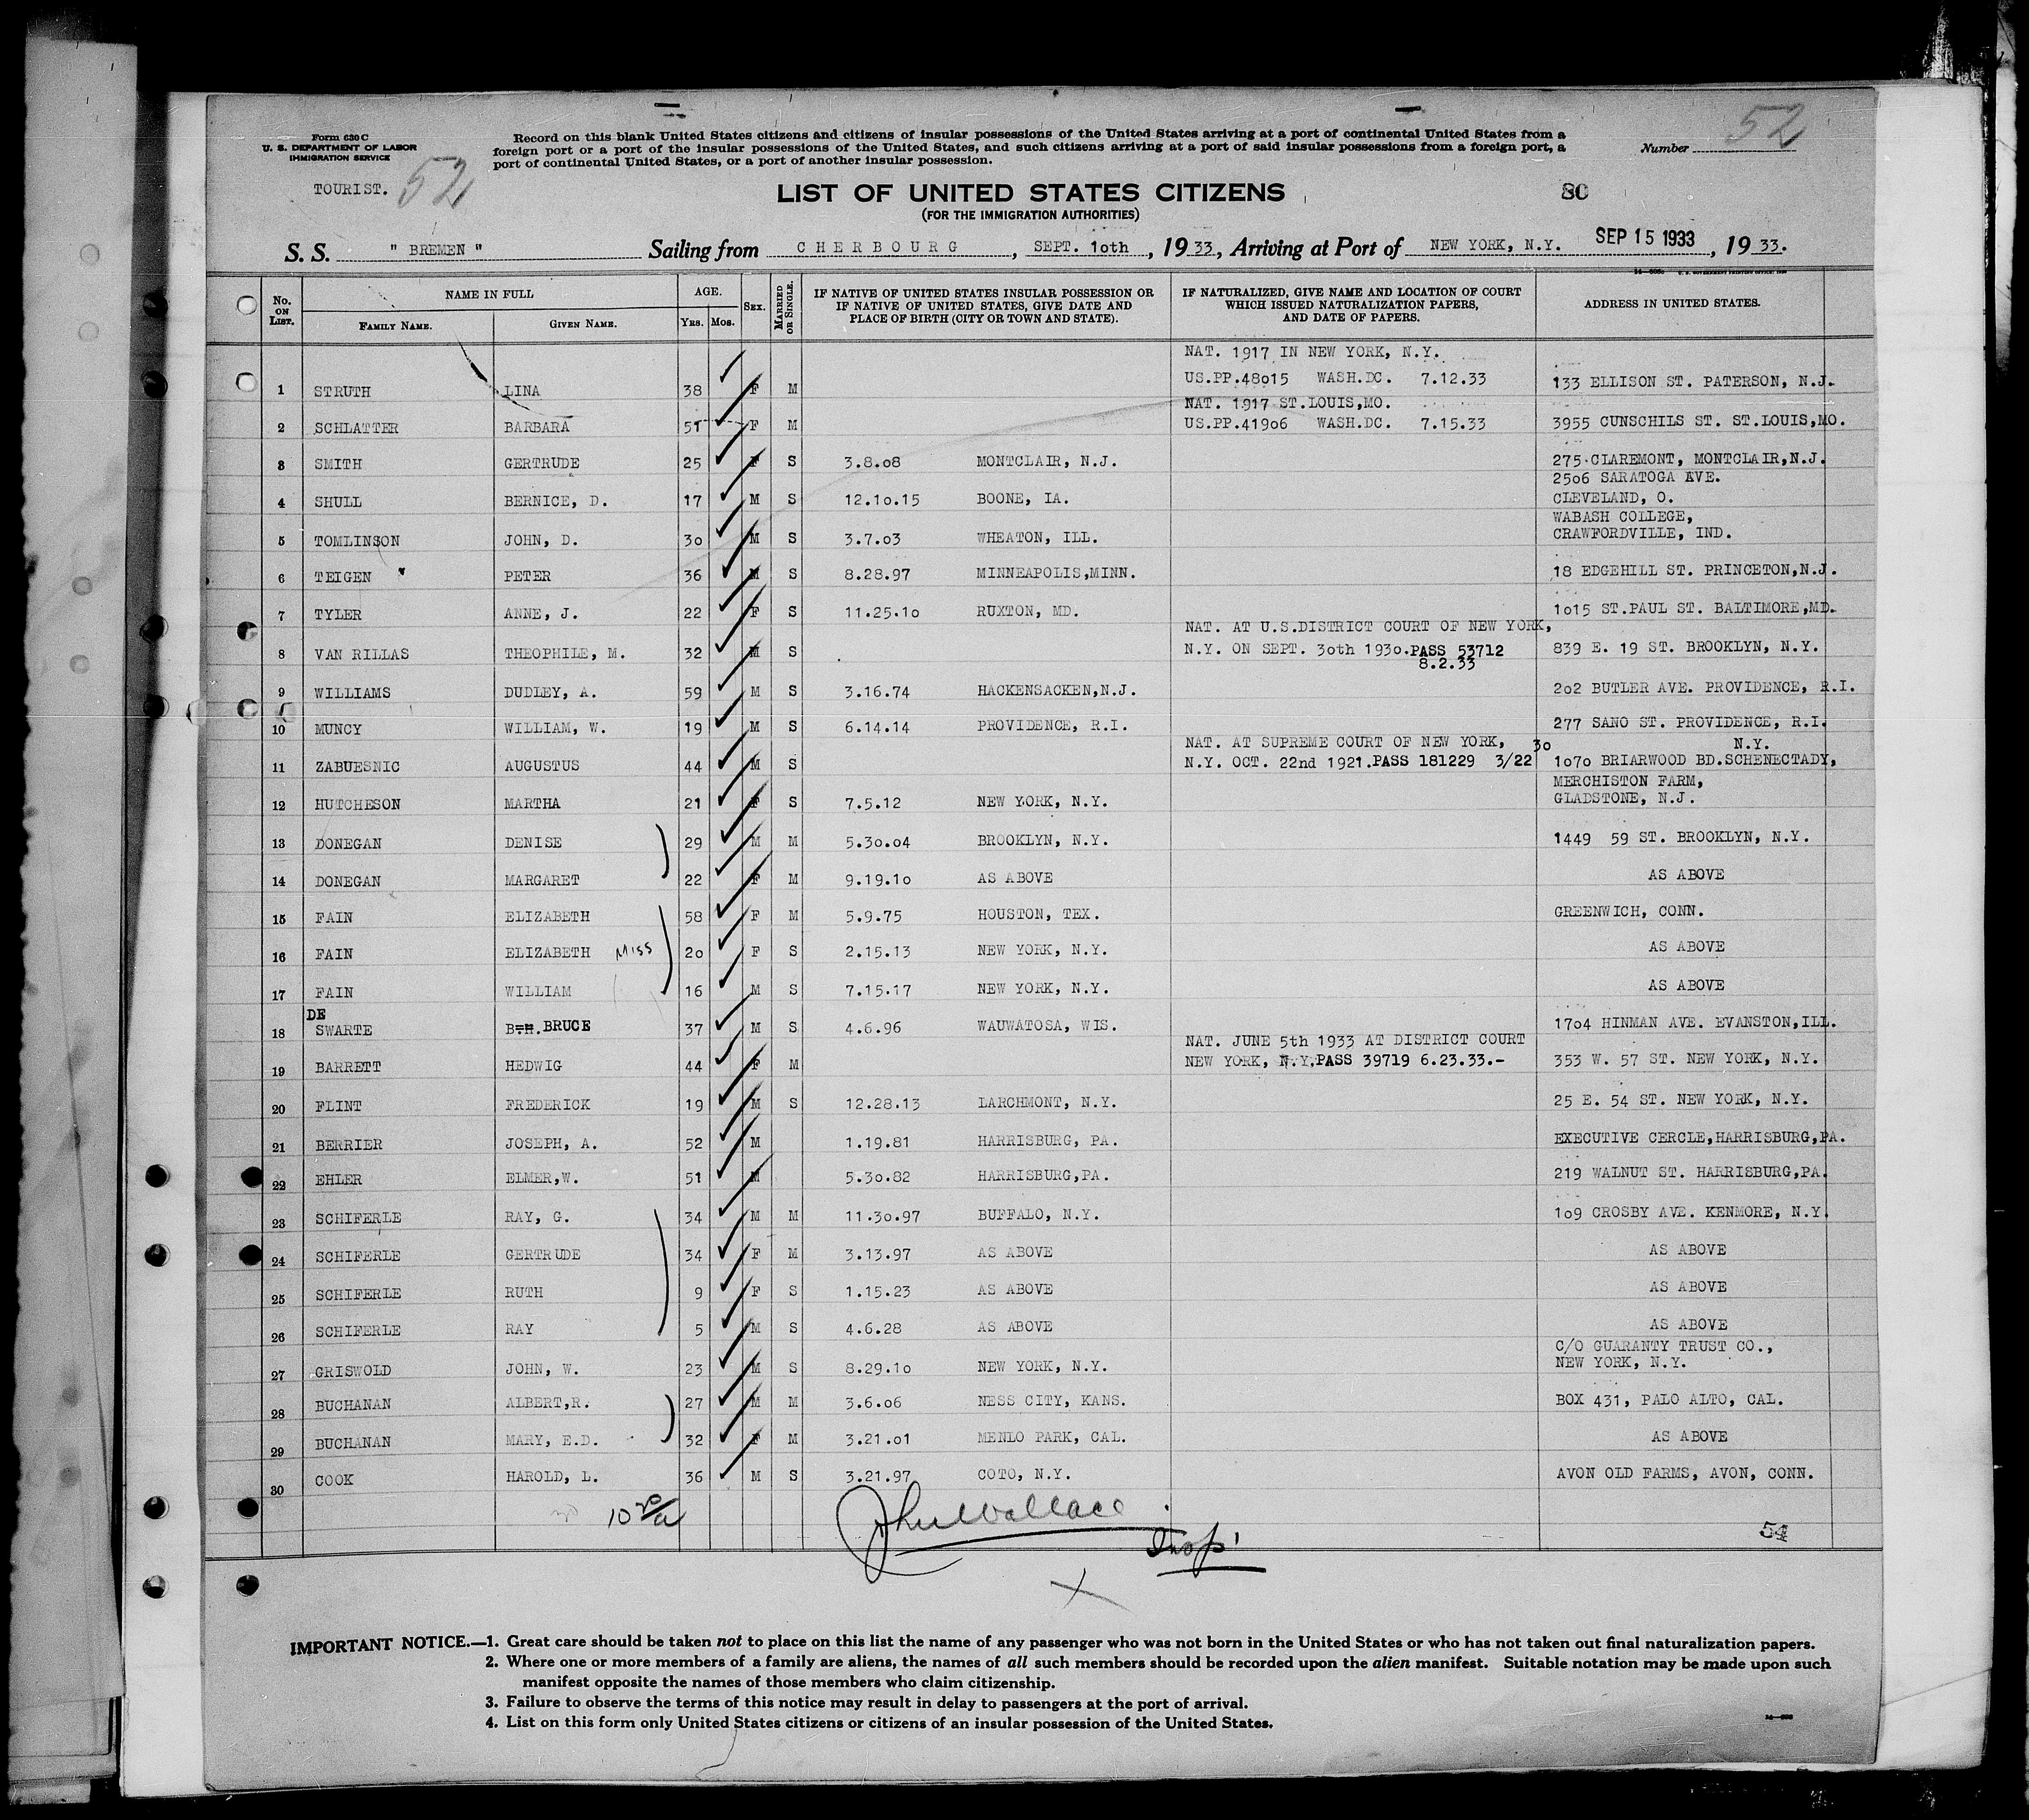 Form 630 C
U. S. DEPARTMENT OF LABOR
IMMIGRATION SERVICE
TOURIST. 52
Record on this blank United States citizens and citizens of insular possessions of the United States arriving at a port of continental United States from a
foreign port or a port of the insular possessions of the United States, and such citizens arriving at a port of said insular possessions from a foreign port, a
port of continental United States, or a port of another insular possession.
Number 52
LIST OF UNITED STATES CITIZENS
(FOR THE IMMIGRATION AUTHORITIES)
80
S. S. " BREMEN " Sailing from CHERBOURG, SEPT. 10th, 1933, Arriving at Port of NEW YORK, N.Y. SEP 15 1933, 1933.
No. ON LIST. NAME IN FULL FAMILY NAME. GIVEN NAME. AGE. YRS. MOS. SEX. MARRIED OR SINGLE. IF NATIVE OF UNITED STATES INSULAR POSSESSION OR IF NATIVE OF UNITED STATES, GIVE DATE AND PLACE OF BIRTH (CITY OR TOWN AND STATE). IF NATURALIZED, GIVE NAME AND LOCATION OF COURT WHICH ISSUED NATURALIZATION PAPERS, AND DATE OF PAPERS. ADDRESS IN UNITED STATES.
NAT. 1917 IN NEW YORK, N.Y.
1 STRUTH LINA 38 F M US.PP.48015 WASH.DC. 7.12.33 133 ELLISON ST. PATERSON, N.J.
NAT. 1917 ST.LOUIS,MO.
2 SCHLATTER BARBARA 51 F M US.PP.41906 WASH.DC. 7.15.33 3955 CUNSCHILS ST. ST.LOUIS,MO.
3 SMITH GERTRUDE 25 F S 3.8.08 MONTCLAIR, N.J. 275 CLAREMONT, MONTCLAIR,N.J.
2506 SARATOGA AVE.
4 SHULL BERNICE, D. 17 M S 12.10.15 BOONE, IA. CLEVELAND, O.
WABASH COLLEGE,
5 TOMLINSON JOHN, D. 30 M S 3.7.03 WHEATON, ILL. CRAWFORDVILLE, IND.
6 TEIGEN PETER 36 M S 8.28.97 MINNEAPOLIS,MINN. 18 EDGEHILL ST. PRINCETON,N.J.
7 TYLER ANNE, J. 22 F S 11.25.10 RUXTON, MD. 1015 ST.PAUL ST. BALTIMORE,MD.
NAT. AT U.S.DISTRICT COURT OF NEW YORK,
8 VAN RILLAS THEOPHILE, M. 32 M S N.Y. ON SEPT. 30th 1930.PASS 53712 839 E. 19 ST. BROOKLYN, N.Y.
8.2.33
9 WILLIAMS DUDLEY, A. 59 M S 3.16.74 HACKENSACKEN,N.J. 202 BUTLER AVE. PROVIDENCE, R.I.
10 MUNCY WILLIAM, W. 19 M S 6.14.14 PROVIDENCE, R.I. 277 SANO ST. PROVIDENCE, R.I.
NAT. AT SUPREME COURT OF NEW YORK, 30 N.Y.
11 ZABUESNIC AUGUSTUS 44 M S N.Y. OCT. 22nd 1921.PASS 181229 3/22 1070 BRIARWOOD BD.SCHENECTADY,
MERCHISTON FARM,
12 HUTCHESON MARTHA 21 F S 7.5.12 NEW YORK, N.Y. GLADSTONE, N.J.
13 DONEGAN DENISE 29 M M 5.30.04 BROOKLYN, N.Y. 1449 59 ST. BROOKLYN, N.Y.
14 DONEGAN MARGARET 22 F M 9.19.10 AS ABOVE AS ABOVE
15 FAIN ELIZABETH 58 F M 5.9.75 HOUSTON, TEX. GREENWICH, CONN.
16 FAIN ELIZABETH Miss 20 F S 2.15.13 NEW YORK, N.Y. AS ABOVE
17 FAIN WILLIAM 16 M S 7.15.17 NEW YORK, N.Y. AS ABOVE
DE
18 SWARTE B.H. BRUCE 37 M S 4.6.96 WAUWATOSA, WIS. 1704 HINMAN AVE. EVANSTON,ILL.
NAT. JUNE 5th 1933 AT DISTRICT COURT
19 BARRETT HEDWIG 44 F M NEW YORK, N.Y.PASS 39719 6.23.33.- 353 W. 57 ST. NEW YORK, N.Y.
20 FLINT FREDERICK 19 M S 12.28.13 LARCHMONT, N.Y. 25 E. 54 ST. NEW YORK, N.Y.
21 BERRIER JOSEPH, A. 52 M 1.19.81 HARRISBURG, PA. EXECUTIVE CERCLE,HARRISBURG,PA.
22 EHLER ELMER,W. 51 M 5.30.82 HARRISBURG,PA. 219 WALNUT ST. HARRISBURG,PA.
23 SCHIFERLE RAY, G. 34 M M 11.30.97 BUFFALO, N.Y. 109 CROSBY AVE. KENMORE, N.Y.
24 SCHIFERLE GERTRUDE 34 F M 3.13.97 AS ABOVE AS ABOVE
25 SCHIFERLE RUTH 9 F S 1.15.23 AS ABOVE AS ABOVE
26 SCHIFERLE RAY 5 M S 4.6.28 AS ABOVE AS ABOVE
C/O GUARANTY TRUST CO.,
27 GRISWOLD JOHN, W. 23 M S 8.29.10 NEW YORK, N.Y. NEW YORK, N.Y.
28 BUCHANAN ALBERT,R. 27 M M 3.6.06 NESS CITY, KANS. BOX 431, PALO ALTO, CAL.
29 BUCHANAN MARY, E.D. 32 F M 3.21.01 MENLO PARK, CAL. AS ABOVE
30 COOK HAROLD, L. 36 M S 3.21.97 COTO, N.Y. AVON OLD FARMS, AVON, CONN.
John Wallace
Insp'
54
IMPORTANT NOTICE.—1. Great care should be taken not to place on this list the name of any passenger who was not born in the United States or who has not taken out final naturalization papers.
2. Where one or more members of a family are aliens, the names of all such members should be recorded upon the alien manifest. Suitable notation may be made upon such
manifest opposite the names of those members who claim citizenship.
3. Failure to observe the terms of this notice may result in delay to passengers at the port of arrival.
4. List on this form only United States citizens or citizens of an insular possession of the United States.